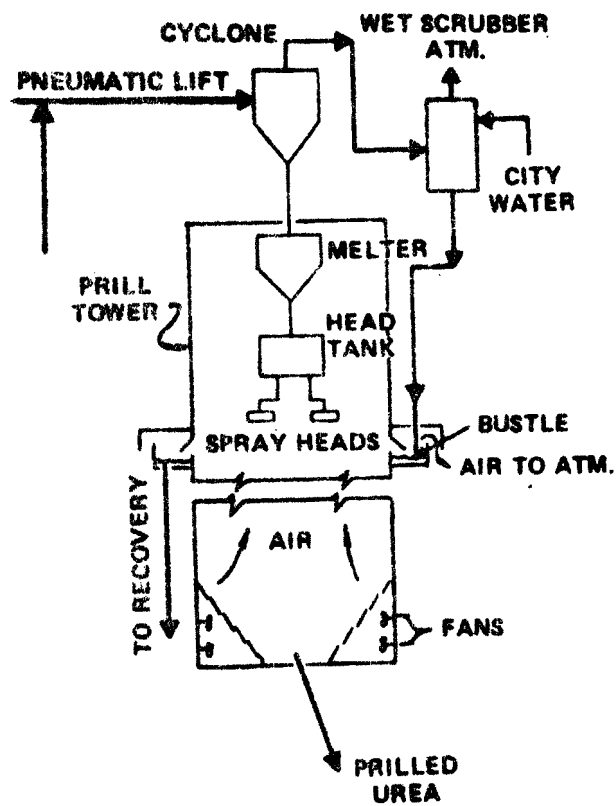 CYCLONE
WET SCRUBBER
ATM.
PNEUMATIC LIFT
CITY
WATER
MELTER
PRILL
TOWER
HEAD
TANK
SPRAY HEADS
BUSTLE
AIR TO ATM.
TO RECOVERY
AIR
FANS
PRILLED
UREA